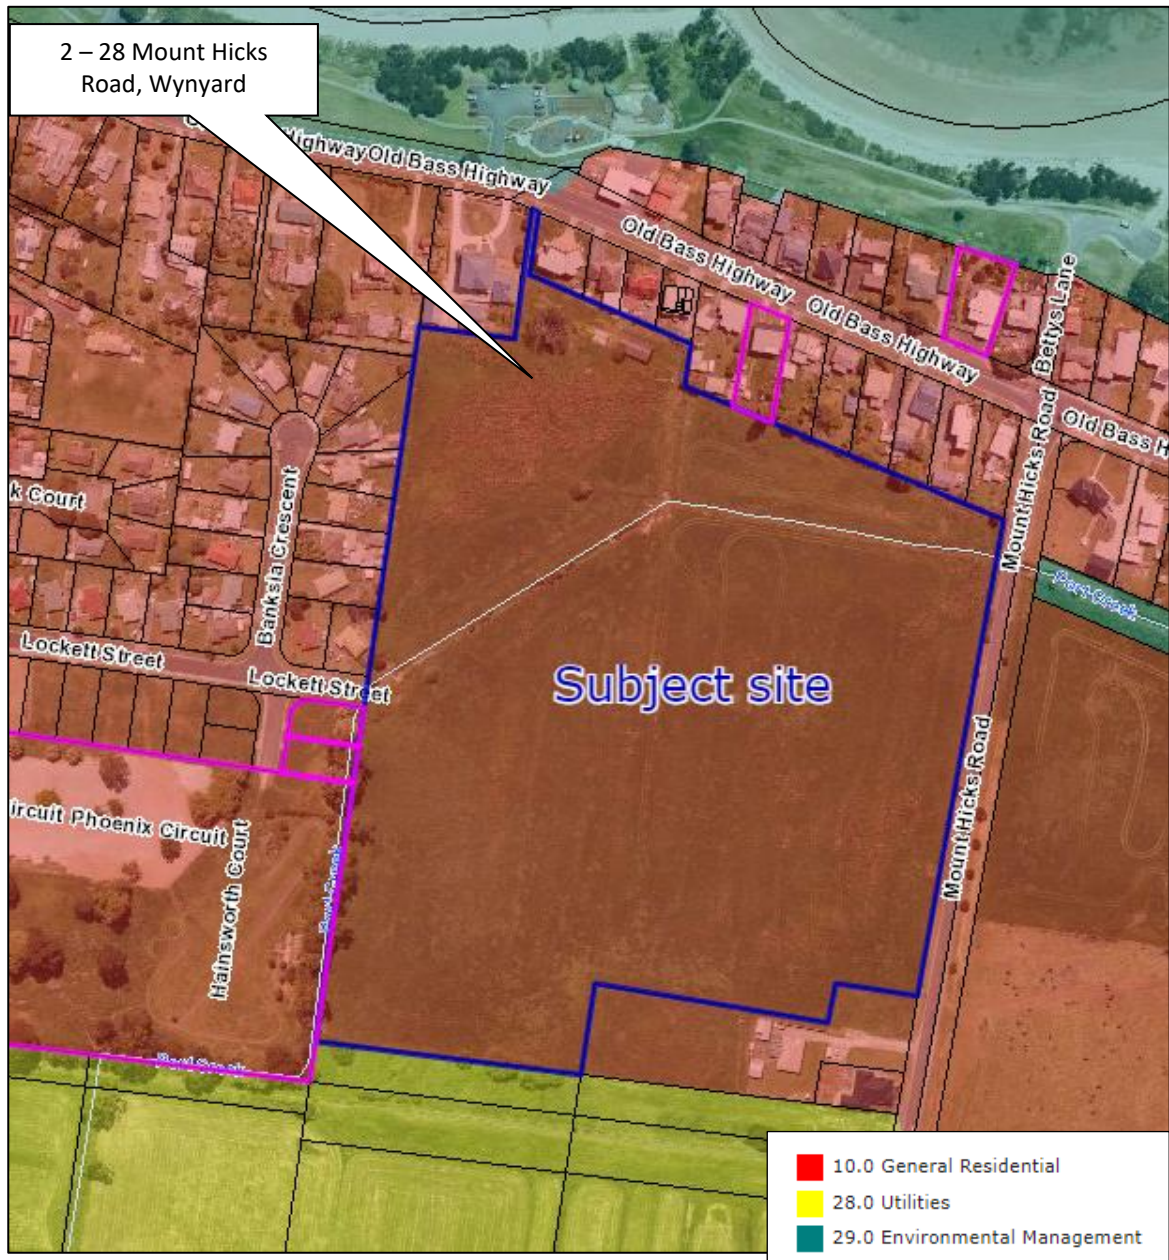 2 – 28 Mount Hicks
Road, Wynyard
Highway
Old Bass Highway
Old Bass Highway
Old Bass Highway
Old Bass H
Bettys Lane
Mount Hicks Road
Port Creek
k Court
Banksia Crescent
Lockett Street
Lockett Street
Subject site
Mount Hicks Road
ircuit Phoenix Circuit
Hainsworth Court
10.0 General Residential
28.0 Utilities
29.0 Environmental Management